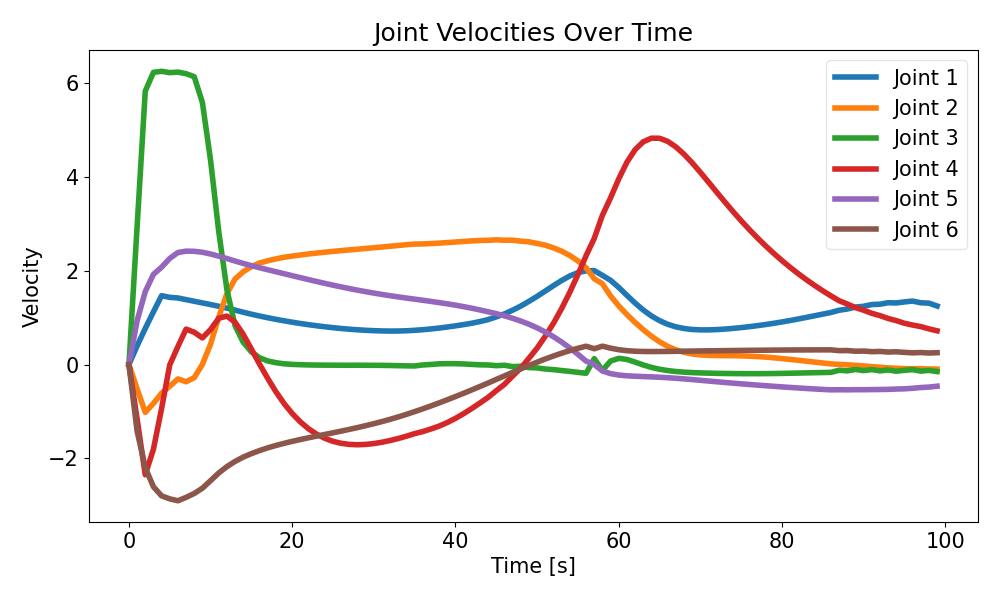 Joint Velocities Over Time
Velocity
6
4
2
0
−2
0
20
40
60
80
100
Time [s]
Joint 1
Joint 2
Joint 3
Joint 4
Joint 5
Joint 6